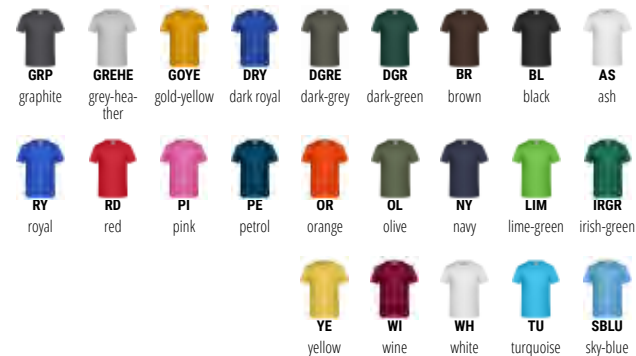 GRP GREHE GOYE DRY DGRE DGR BR BL AS
graphite grey-hea- gold-yellow dark royal dark-grey dark-green brown black ash
ther
RY RD PI PE OR OL NY LIM IRGR
royal red pink petrol orange olive navy lime-green irish-green
YE WI WH TU SBLU
yellow wine white turquoise sky-blue